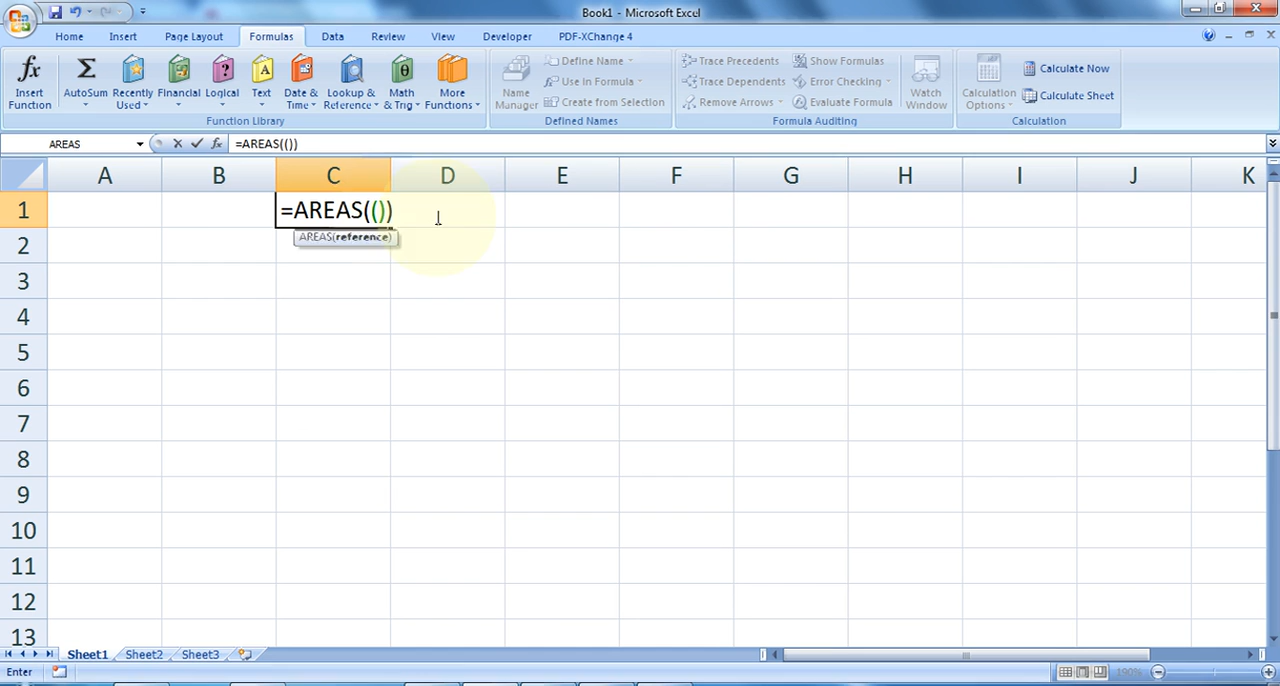 Book1 - Microsoft Excel
Home Insert Page Layout Formulas Data Review View Developer PDF-XChange 4
Insert Function AutoSum Recently Used Financial Logical Text Date & Time Lookup & Reference Math & Trig More Functions
Function Library
Name Manager Define Name Use in Formula Create from Selection
Defined Names
Trace Precedents Trace Dependents Remove Arrows Show Formulas Error Checking Evaluate Formula Watch Window
Formula Auditing
Calculation Options Calculate Now Calculate Sheet
Calculation
AREAS fx =AREAS(())
A B C D E F G H I J K
1 =AREAS(())
AREAS(reference)
2
3
4
5
6
7
8
9
10
11
12
13
Sheet1 Sheet2 Sheet3
Enter 190%